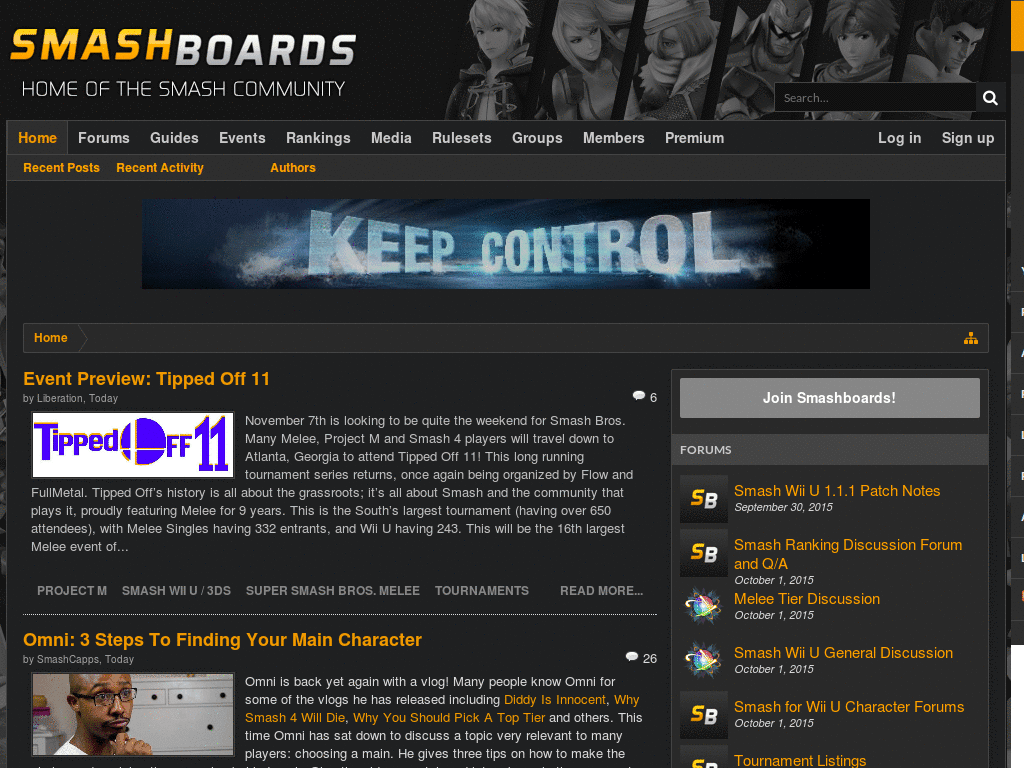 SMASHBOARDS
HOME OF THE SMASH COMMUNITY
Search...
Home Forums Guides Events Rankings Media Rulesets Groups Members Premium Log in Sign up
Recent Posts Recent Activity Authors
KEEP CONTROL
Home
Event Preview: Tipped Off 11
by Liberation, Today
6
Tipped Off 11
November 7th is looking to be quite the weekend for Smash Bros.
Many Melee, Project M and Smash 4 players will travel down to
Atlanta, Georgia to attend Tipped Off 11! This long running
tournament series returns, once again being organized by Flow and
FullMetal. Tipped Off's history is all about the grassroots; it's all about Smash and the community that
plays it, proudly featuring Melee for 9 years. This is the South's largest tournament (having over 650
attendees), with Melee Singles having 332 entrants, and Wii U having 243. This will be the 16th largest
Melee event of...
PROJECT M SMASH WII U / 3DS SUPER SMASH BROS. MELEE TOURNAMENTS READ MORE...
Omni: 3 Steps To Finding Your Main Character
by SmashCapps, Today
26
Omni is back yet again with a vlog! Many people know Omni for
some of the vlogs he has released including Diddy Is Innocent, Why
Smash 4 Will Die, Why You Should Pick A Top Tier and others. This
time Omni has sat down to discuss a topic very relevant to many
players: choosing a main. He gives three tips on how to make the
Join Smashboards!
FORUMS
SB
Smash Wii U 1.1.1 Patch Notes
September 30, 2015
SB
Smash Ranking Discussion Forum
and Q/A
October 1, 2015
Melee Tier Discussion
October 1, 2015
Smash Wii U General Discussion
October 1, 2015
SB
Smash for Wii U Character Forums
October 1, 2015
SB
Tournament Listings